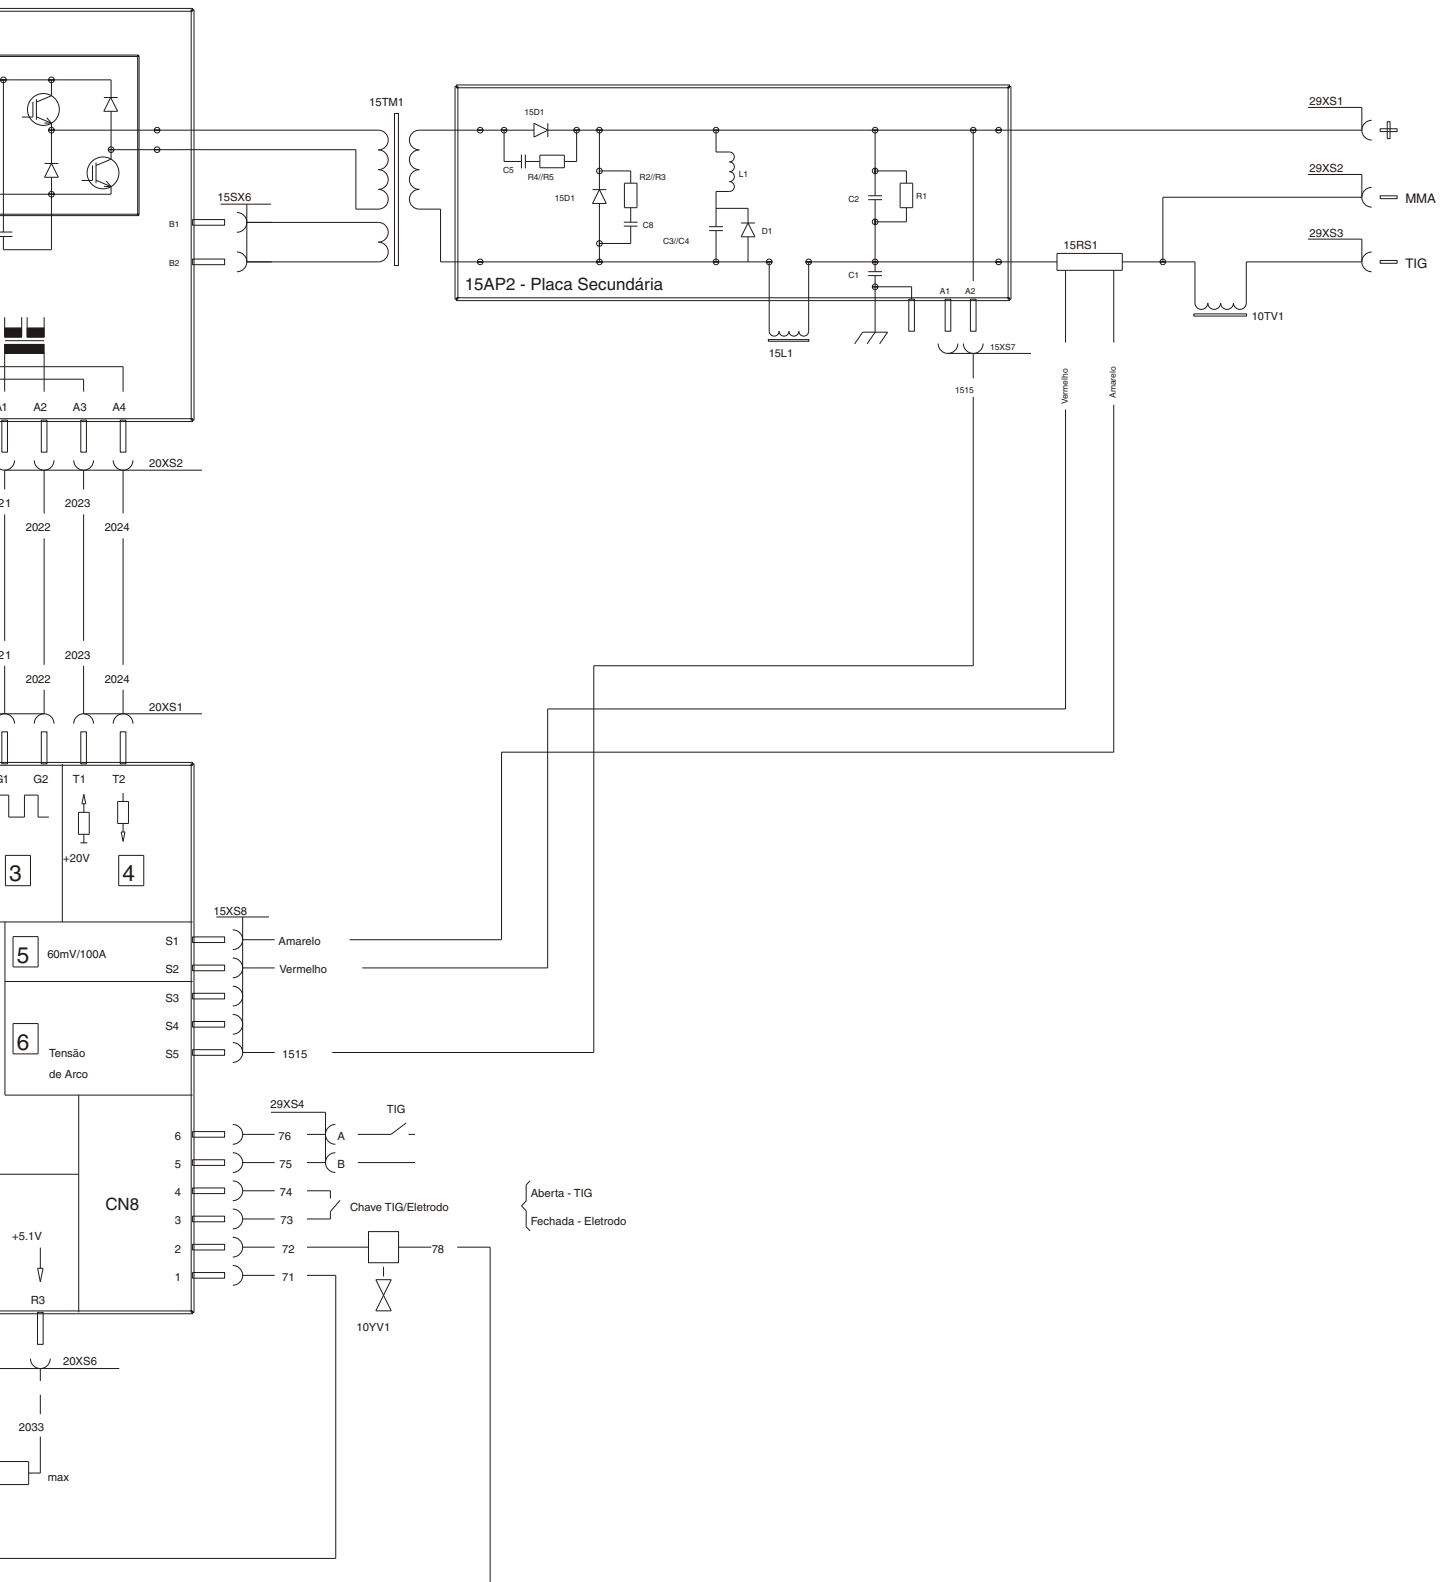 29XS1
15TM1
15D1
29XS2
C5
R4//R5
R2//R3
L1
15SX6
15D1
C2
R1
MMA
B1
C8
D1
29XS3
C3//C4
15RS1
B2
C1
TIG
15AP2 - Placa Secundária
A1
A2
10TV1
15L1
15XS7
Vermelho
Amarelo
1515
A2
A3
A4
20XS2
2023
2022
2024
2023
2022
2024
20XS1
G2
T1
T2
+20V
3
4
15XS8
5
60mV/100A
S1
Amarelo
S2
Vermelho
S3
S4
6
Tensão
de Arco
S5
1515
29XS4
TIG
6
76
A
5
75
B
CN8
4
74
Chave TIG/Eletrodo
Aberta - TIG
3
73
Fechada - Eletrodo
+5.1V
2
72
78
1
71
R3
10YV1
20XS6
2033
max